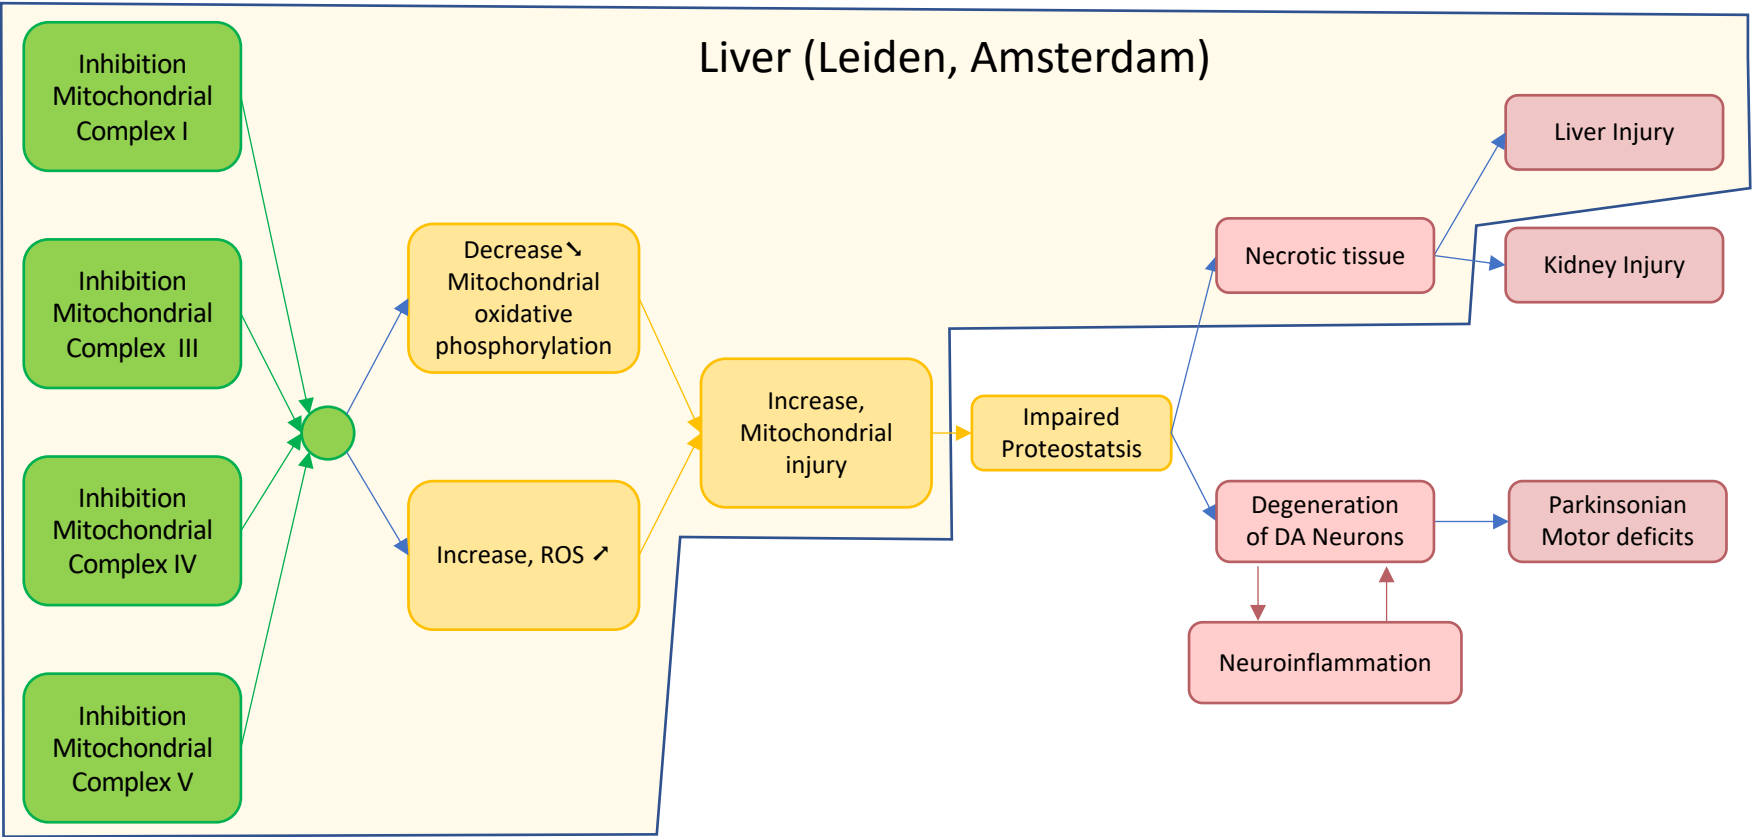 Liver (Leiden, Amsterdam)
Inhibition
Mitochondrial
Complex I
Inhibition
Mitochondrial
Complex III
Inhibition
Mitochondrial
Complex IV
Inhibition
Mitochondrial
Complex V
Decrease ➘
Mitochondrial
oxidative
phosphorylation
Increase, ROS ➚
Increase,
Mitochondrial
injury
Impaired
Proteostatsis
Necrotic tissue
Liver Injury
Kidney Injury
Degeneration
of DA Neurons
Parkinsonian
Motor deficits
Neuroinflammation